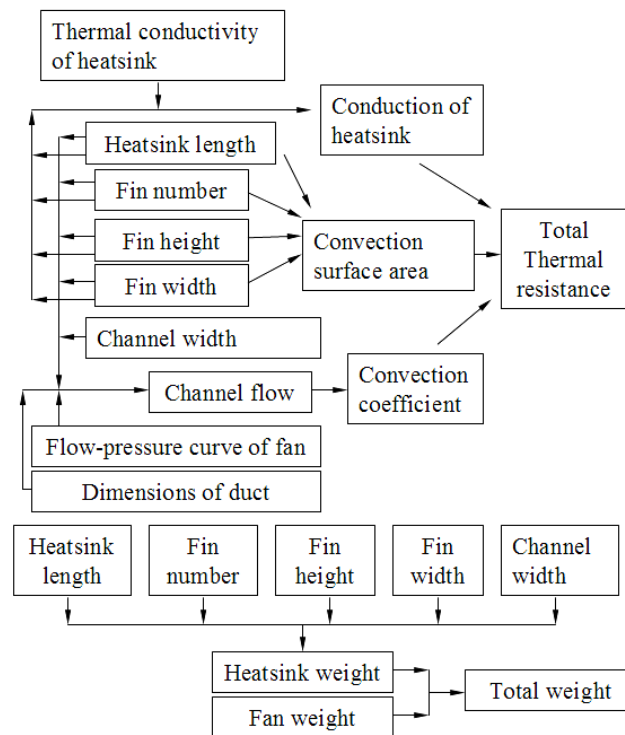 Thermal conductivity
of heatsink
Conduction of
heatsink
Heatsink length
Fin number
Fin height
Fin width
Convection
surface area
Total
Thermal
resistance
Channel width
Channel flow
Convection
coefficient
Flow-pressure curve of fan
Dimensions of duct
Heatsink
length
Fin
number
Fin
height
Fin
width
Channel
width
Heatsink weight
Fan weight
Total weight